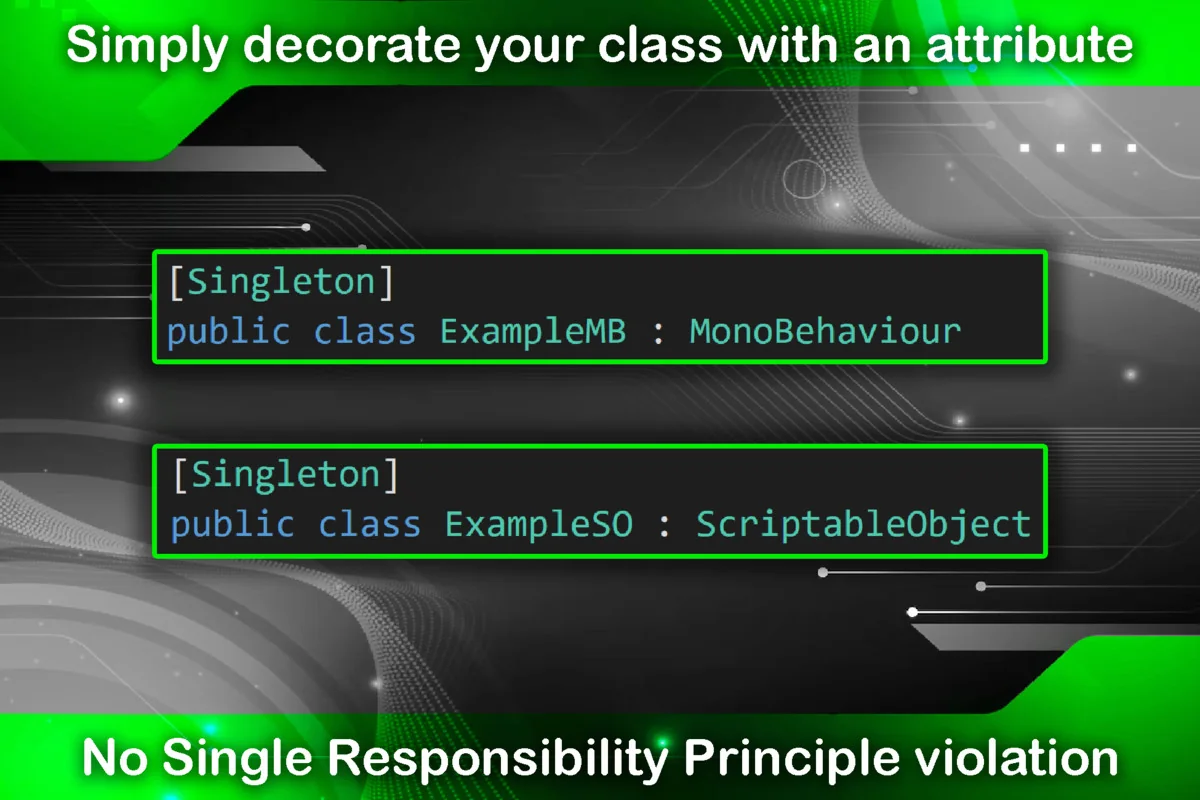 Simply decorate your class with an attribute
[Singleton]
public class ExampleMB : MonoBehaviour
[Singleton]
public class ExampleSO : ScriptableObject
No Single Responsibility Principle violation